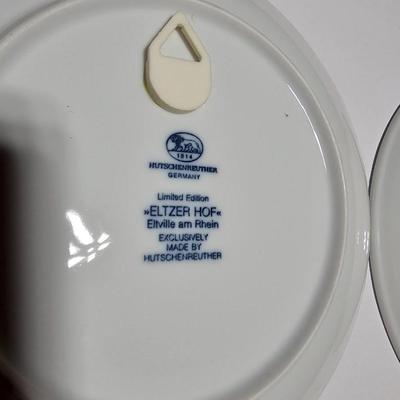 1814
HUTSCHENREUTHER
GERMANY
Limited Edition
»ELTZER HOF«
Eltville am Rhein
EXCLUSIVELY
MADE BY
HUTSCHENREUTHER